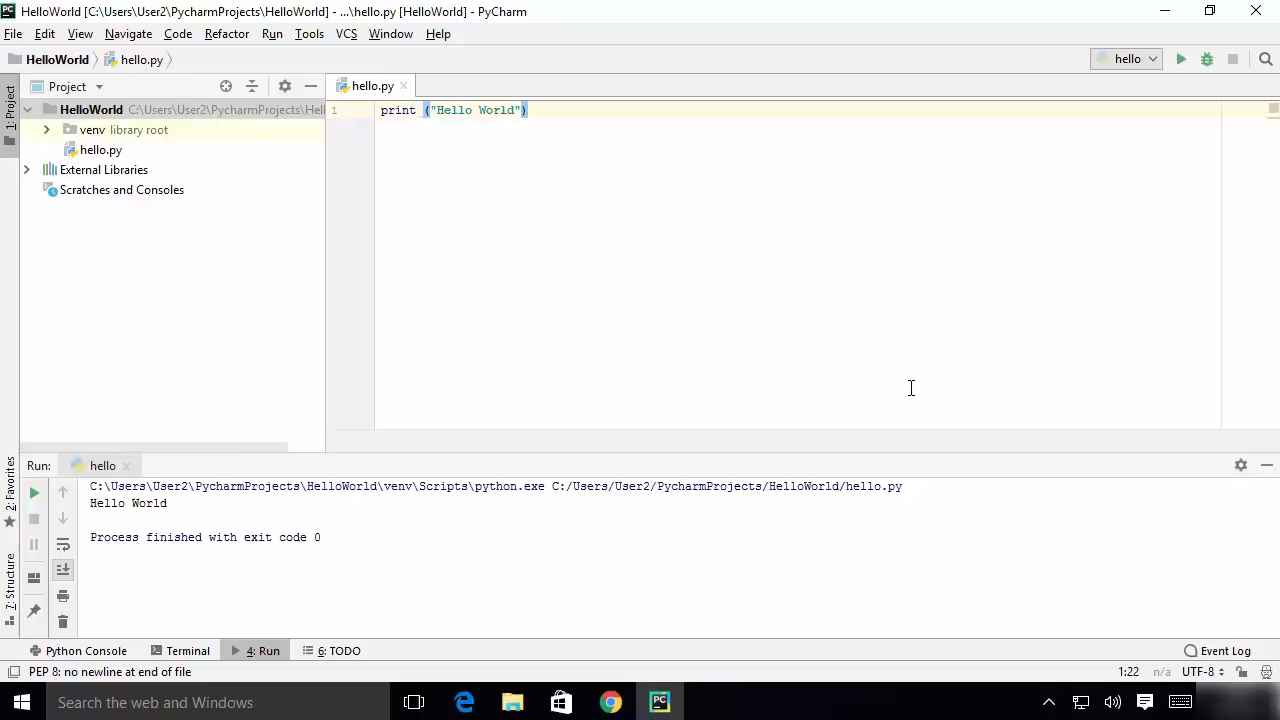 PC HelloWorld [C:\Users\User2\PycharmProjects\HelloWorld] - ...\hello.py [HelloWorld] - PyCharm
File Edit View Navigate Code Refactor Run Tools VCS Window Help
HelloWorld hello.py hello
1: Project
Project
hello.py
HelloWorld C:\Users\User2\PycharmProjects\Hell
venv library root
hello.py
External Libraries
Scratches and Consoles
1 print ("Hello World")
2: Favorites
7: Structure
Run: hello
C:\Users\User2\PycharmProjects\HelloWorld\venv\Scripts\python.exe C:/Users/User2/PycharmProjects/HelloWorld/hello.py
Hello World
Process finished with exit code 0
Python Console Terminal 4: Run 6: TODO Event Log
PEP 8: no newline at end of file 1:22 n/a UTF-8
Search the web and Windows PC